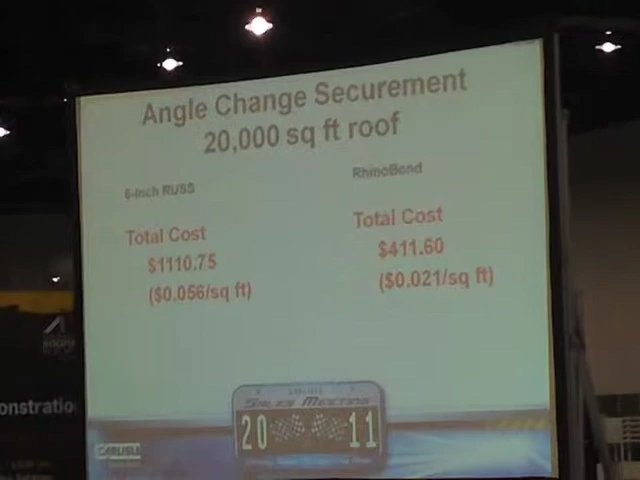 Angle Change Securement
20,000 sq ft roof
6-inch RUSS
RhinoBond
Total Cost
$1110.75
($0.056/sq ft)
Total Cost
$411.60
($0.021/sq ft)
CARLISLE
SALES MEETING
20 11
CARLISLE
onstratio